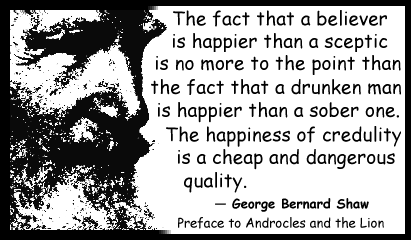 The fact that a believer
is happier than a sceptic
is no more to the point than
the fact that a drunken man
is happier than a sober one.
The happiness of credulity
is a cheap and dangerous
quality.
— George Bernard Shaw
Preface to Androcles and the Lion